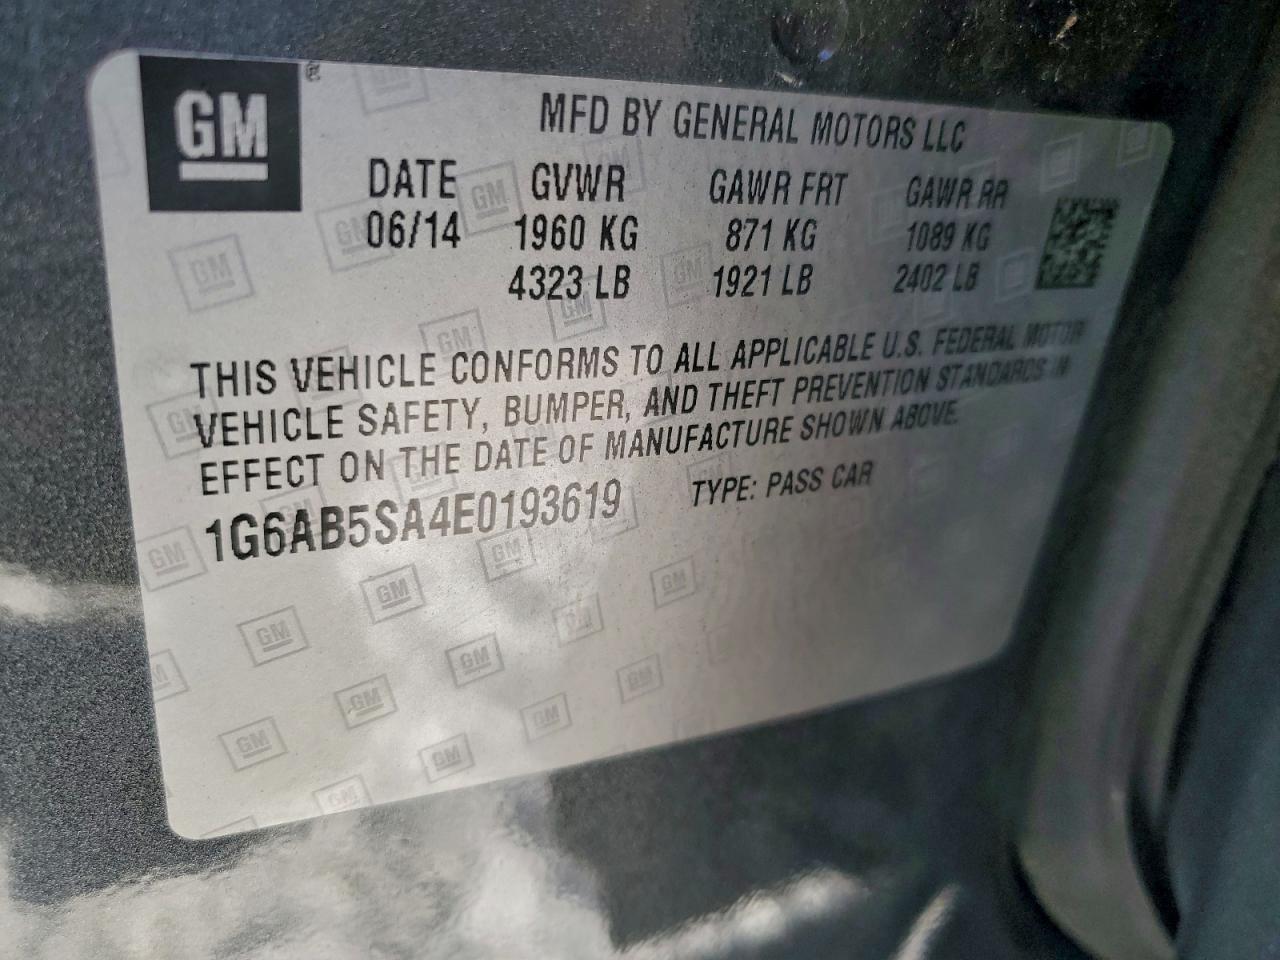 GM ®
MFD BY GENERAL MOTORS LLC
DATE GVWR GAWR FRT GAWR RR
06/14 1960 KG 871 KG 1089 KG
4323 LB 1921 LB 2402 LB
THIS VEHICLE CONFORMS TO ALL APPLICABLE U.S. FEDERAL MOTOR
VEHICLE SAFETY, BUMPER, AND THEFT PREVENTION STANDARDS IN
EFFECT ON THE DATE OF MANUFACTURE SHOWN ABOVE.
1G6AB5SA4E0193619 TYPE: PASS CAR